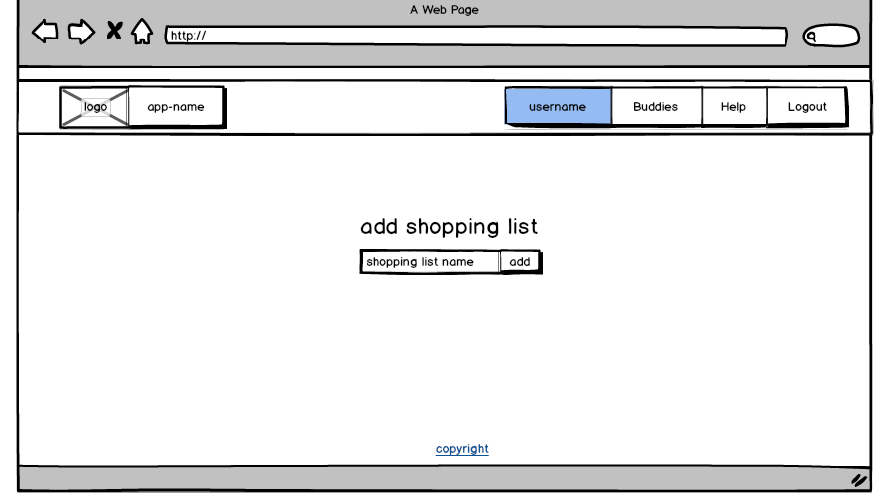 A Web Page
http://
logo app-name username Buddies Help Logout
add shopping list
shopping list name add
copyright